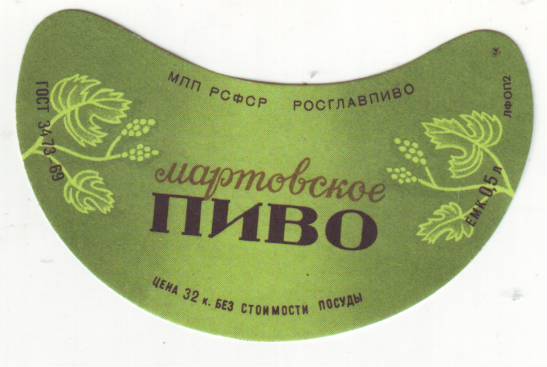 МПП РСФСР РОСГЛАВПИВО
ГОСТ 3473-69
мартовское
ПИВО
ЕМК. 0,5 л
ЛФОП2
ЦЕНА 32 к. БЕЗ СТОИМОСТИ ПОСУДЫ